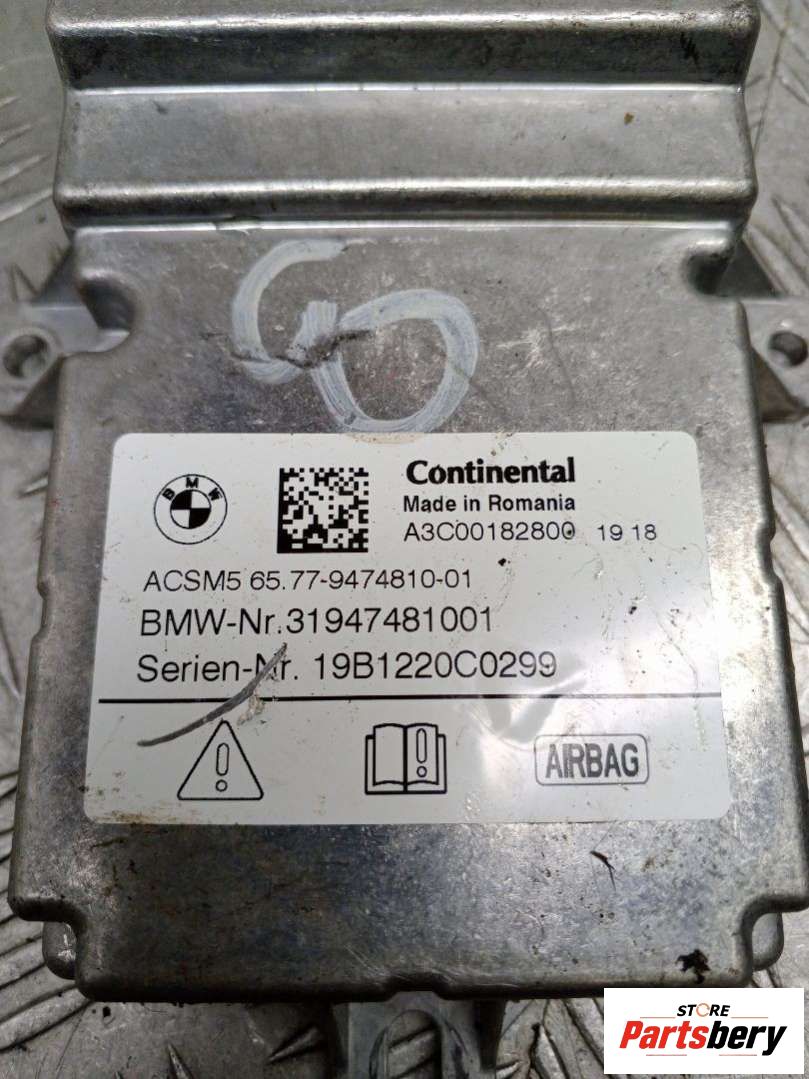 GO
BMW
Continental
Made in Romania
A3C00182800 19 18
ACSM5 65.77-9474810-01
BMW-Nr.31947481001
Serien-Nr. 19B1220C0299
AIRBAG
STORE
Partsbery